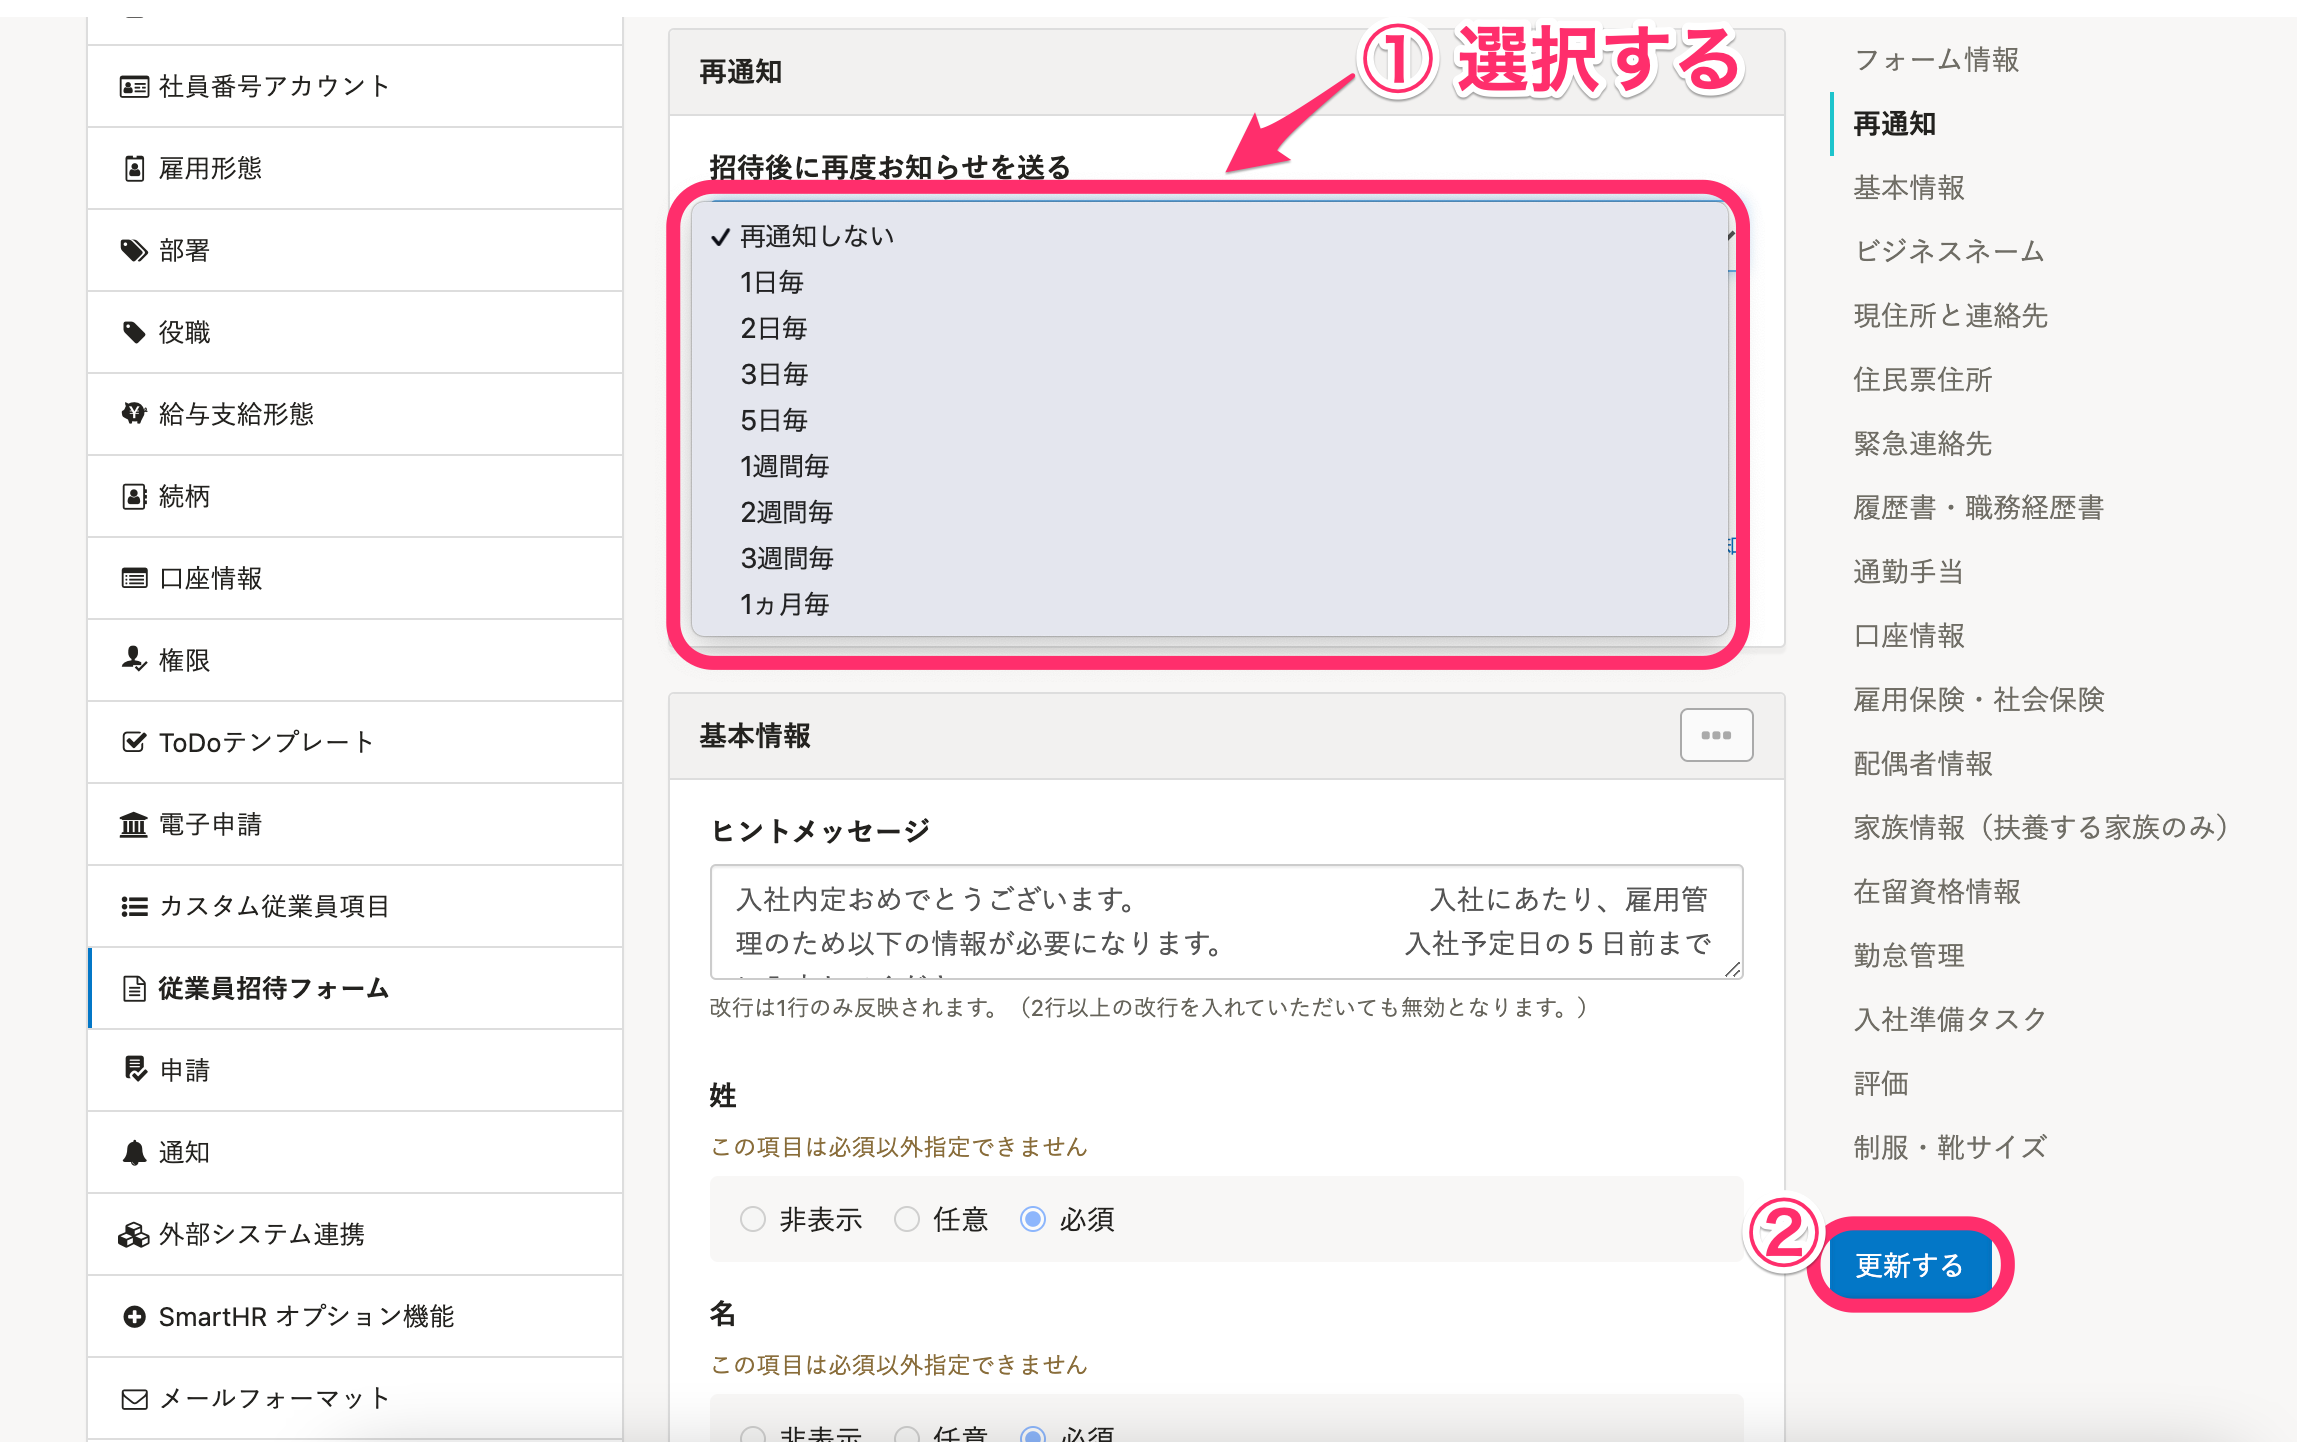 社員番号アカウント
雇用形態
部署
役職
給与支給形態
続柄
口座情報
権限
ToDoテンプレート
電子申請
カスタム従業員項目
従業員招待フォーム
申請
通知
外部システム連携
SmartHR オプション機能
メールフォーマット
① 選択する
再通知
招待後に再度お知らせを送る
再通知しない
1日毎
2日毎
3日毎
5日毎
1週間毎
2週間毎
3週間毎
1ヵ月毎
基本情報
ヒントメッセージ
入社内定おめでとうございます。 入社にあたり、雇用管
理のため以下の情報が必要になります。 入社予定日の５日前まで
改行は1行のみ反映されます。（2行以上の改行を入れていただいても無効となります。）
姓
この項目は必須以外指定できません
非表示 任意 必須
名
この項目は必須以外指定できません
非表示 任意 必須
フォーム情報
再通知
基本情報
ビジネスネーム
現住所と連絡先
住民票住所
緊急連絡先
履歴書・職務経歴書
通勤手当
口座情報
雇用保険・社会保険
配偶者情報
家族情報（扶養する家族のみ）
在留資格情報
勤怠管理
入社準備タスク
評価
制服・靴サイズ
②
更新する